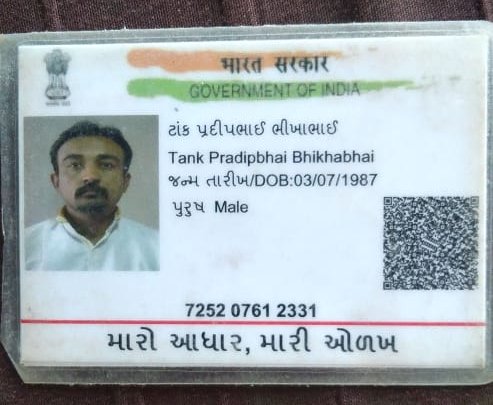 भारत सरकार
GOVERNMENT OF INDIA
ટાંક પ્રદીપભાઈ ભીખાભાઈ
Tank Pradipbhai Bhikhabhai
જન્મ તારીખ/DOB:03/07/1987
પુરુષ Male
7252 0761 2331
મારો આધાર, મારી ઓળખ